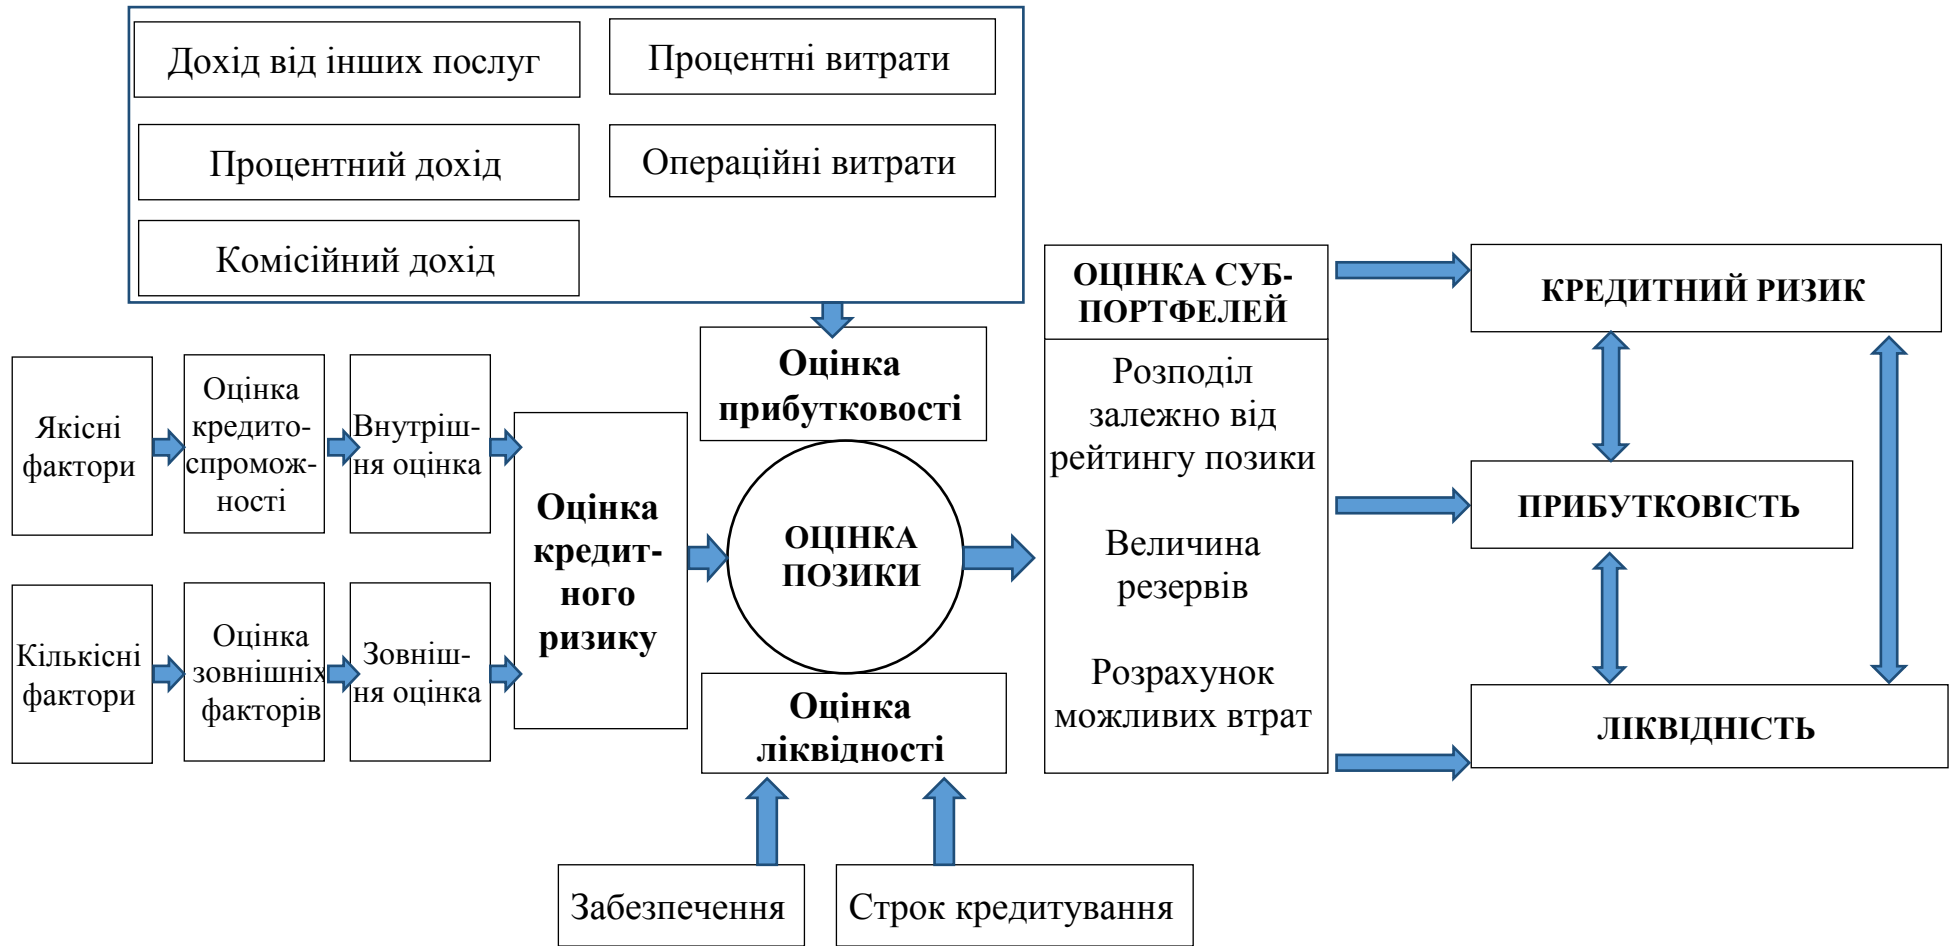 Дохід від інших послуг
Процентні витрати
Процентний дохід
Операційні витрати
Комісійний дохід
Оцінка
прибутковості
Якісні
фактори
Оцінка
кредито-
спромож-
ності
Внутріш-
ня оцінка
Кількісні
фактори
Оцінка
зовнішніх
факторів
Зовніш-
ня оцінка
Оцінка
кредит-
ного
ризику
ОЦІНКА
ПОЗИКИ
Оцінка
ліквідності
Забезпечення
Строк кредитування
ОЦІНКА СУБ-
ПОРТФЕЛЕЙ
Розподіл
залежно від
рейтингу позики
Величина
резервів
Розрахунок
можливих втрат
КРЕДИТНИЙ РИЗИК
ПРИБУТКОВІСТЬ
ЛІКВІДНІСТЬ